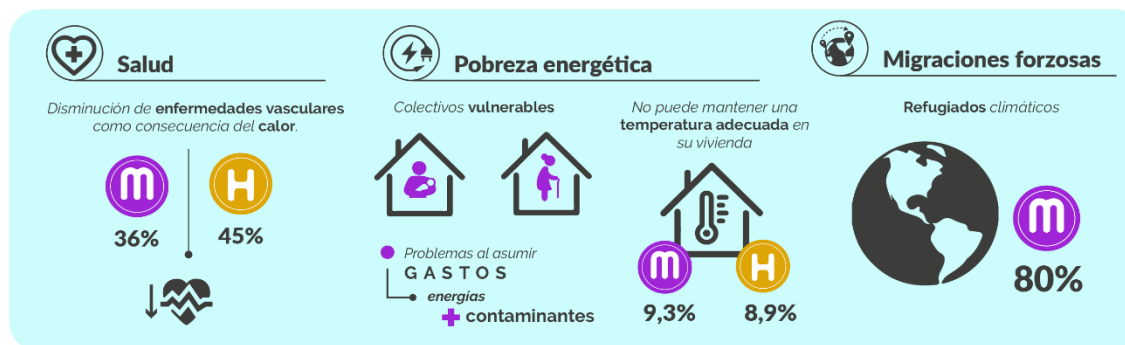 Salud
Disminución de enfermedades vasculares
como consecuencia del calor.
M
H
36%
45%
Pobreza energética
Colectivos vulnerables
Problemas al asumir
GASTOS
energías
+ contaminantes
No puede mantener una
temperatura adecuada en
su vivienda
M
H
9,3%
8,9%
Migraciones forzosas
Refugiados climáticos
M
80%